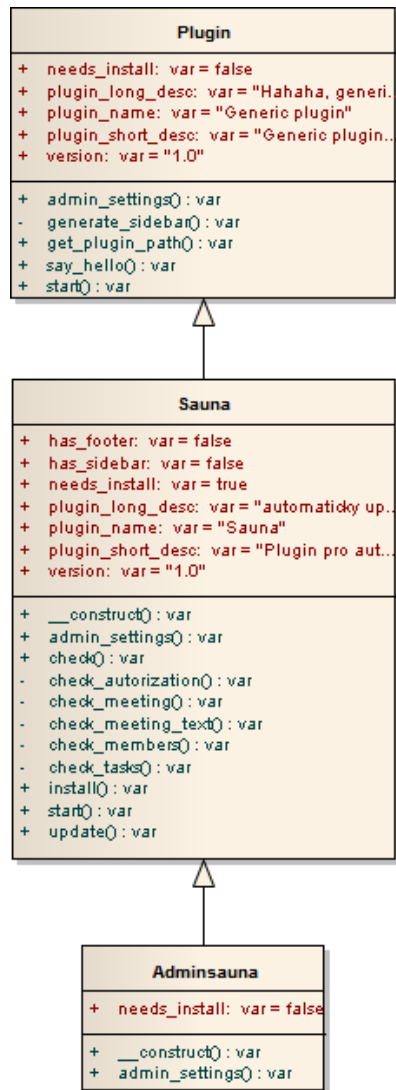 Plugin
+ needs_install: var = false
+ plugin_long_desc: var = "Hahaha, generi..
+ plugin_name: var = "Generic plugin"
+ plugin_short_desc: var = "Generic plugin...
+ version: var = "1.0"
+ admin_settings() : var
- generate_sidebar() : var
+ get_plugin_path() : var
+ say_hello() : var
+ start() : var
Sauna
+ has_footer: var = false
+ has_sidebar: var = false
+ needs_install: var = true
+ plugin_long_desc: var = "automaticky up...
+ plugin_name: var = "Sauna"
+ plugin_short_desc: var = "Plugin pro aut...
+ version: var = "1.0"
+ __construct() : var
+ admin_settings() : var
+ check() : var
- check_autorization() : var
- check_meeting() : var
- check_meeting_text() : var
- check_members() : var
- check_tasks() : var
+ install() : var
+ start() : var
+ update() : var
Adminsauna
+ needs_install: var = false
+ __construct() : var
+ admin_settings() : var